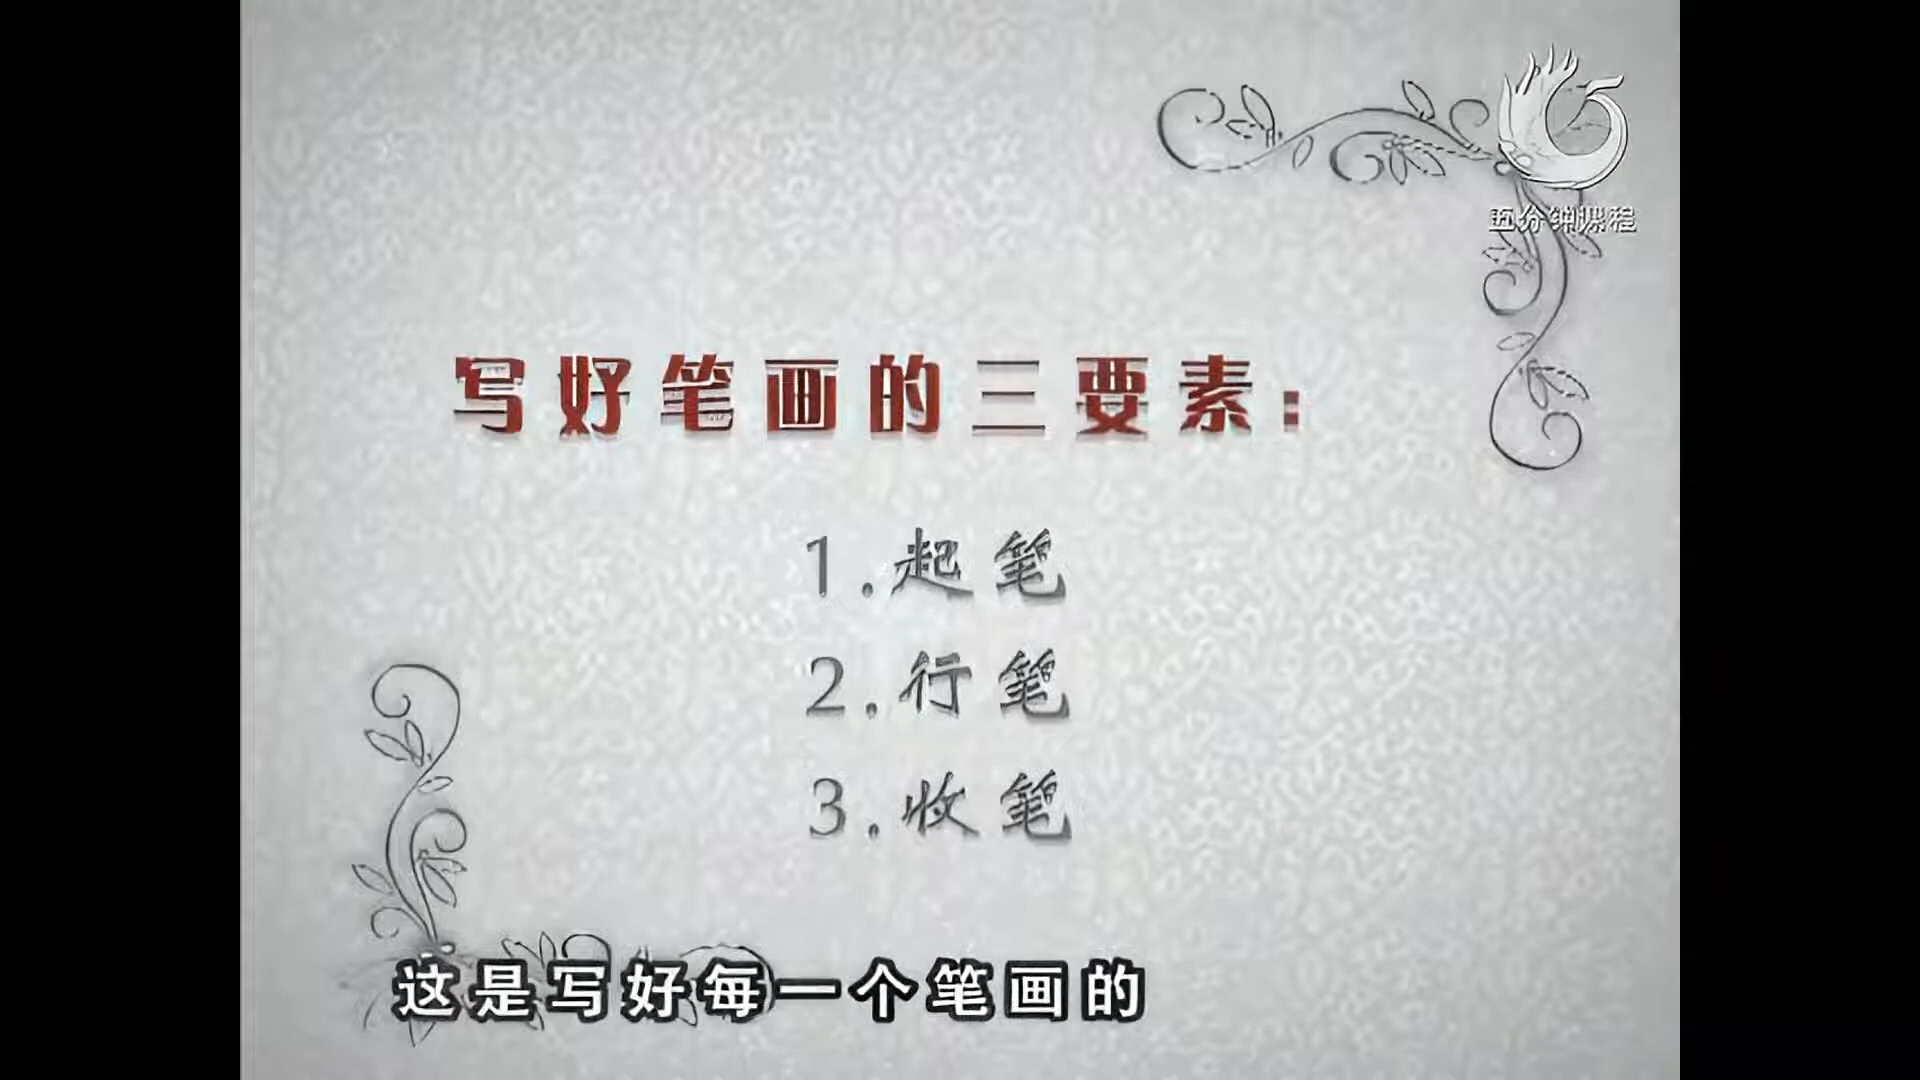 五分钟课程
写好笔画的三要素：
1.起笔
2.行笔
3.收笔
这是写好每一个笔画的